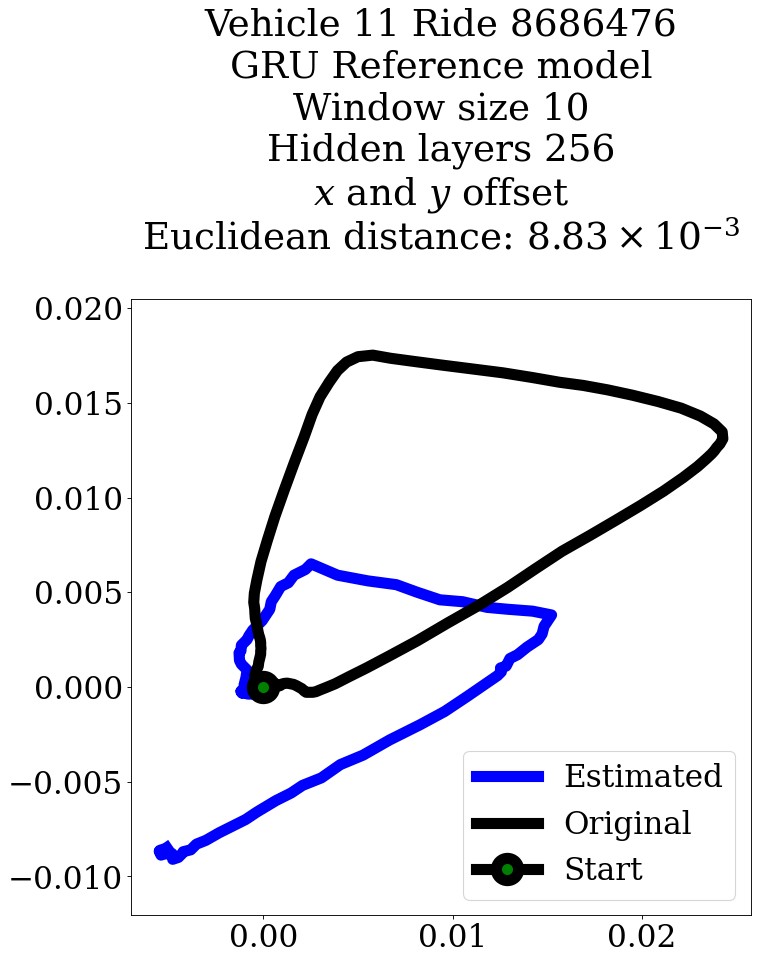 Vehicle 11 Ride 8686476
GRU Reference model
Window size 10
Hidden layers 256
x and y offset
Euclidean distance: 8.83 × 10⁻³
0.020
0.015
0.010
0.005
0.000
−0.005
−0.010
Estimated
Original
Start
0.00 0.01 0.02